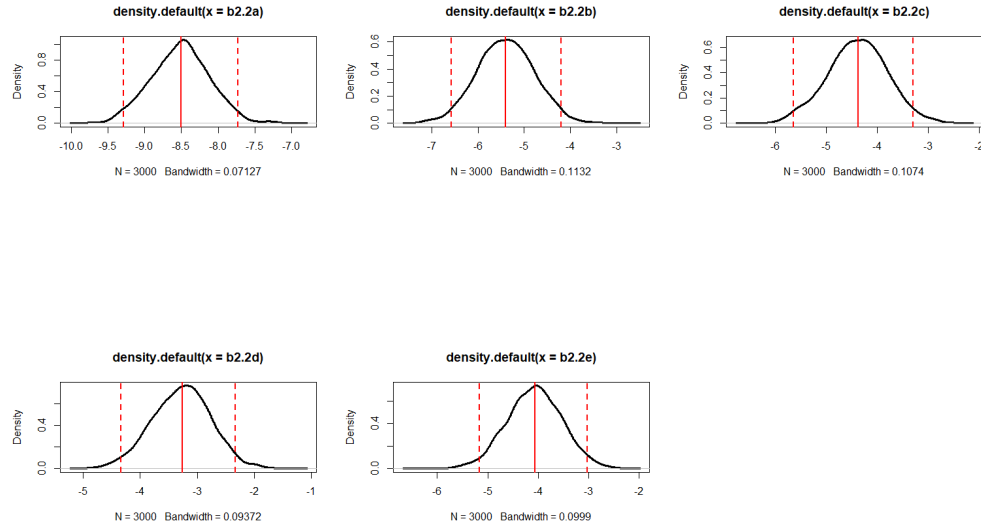 density.default(x = b2.2a)
Density
0.0 0.4 0.8
-10.0 -9.5 -9.0 -8.5 -8.0 -7.5 -7.0
N = 3000 Bandwidth = 0.07127
density.default(x = b2.2b)
Density
0.0 0.2 0.4 0.6
-7 -6 -5 -4 -3
N = 3000 Bandwidth = 0.1132
density.default(x = b2.2c)
Density
0.0 0.2 0.4 0.6
-6 -5 -4 -3 -2
N = 3000 Bandwidth = 0.1074
density.default(x = b2.2d)
Density
0.0 0.4
-5 -4 -3 -2 -1
N = 3000 Bandwidth = 0.09372
density.default(x = b2.2e)
Density
0.0 0.4
-6 -5 -4 -3 -2
N = 3000 Bandwidth = 0.0999